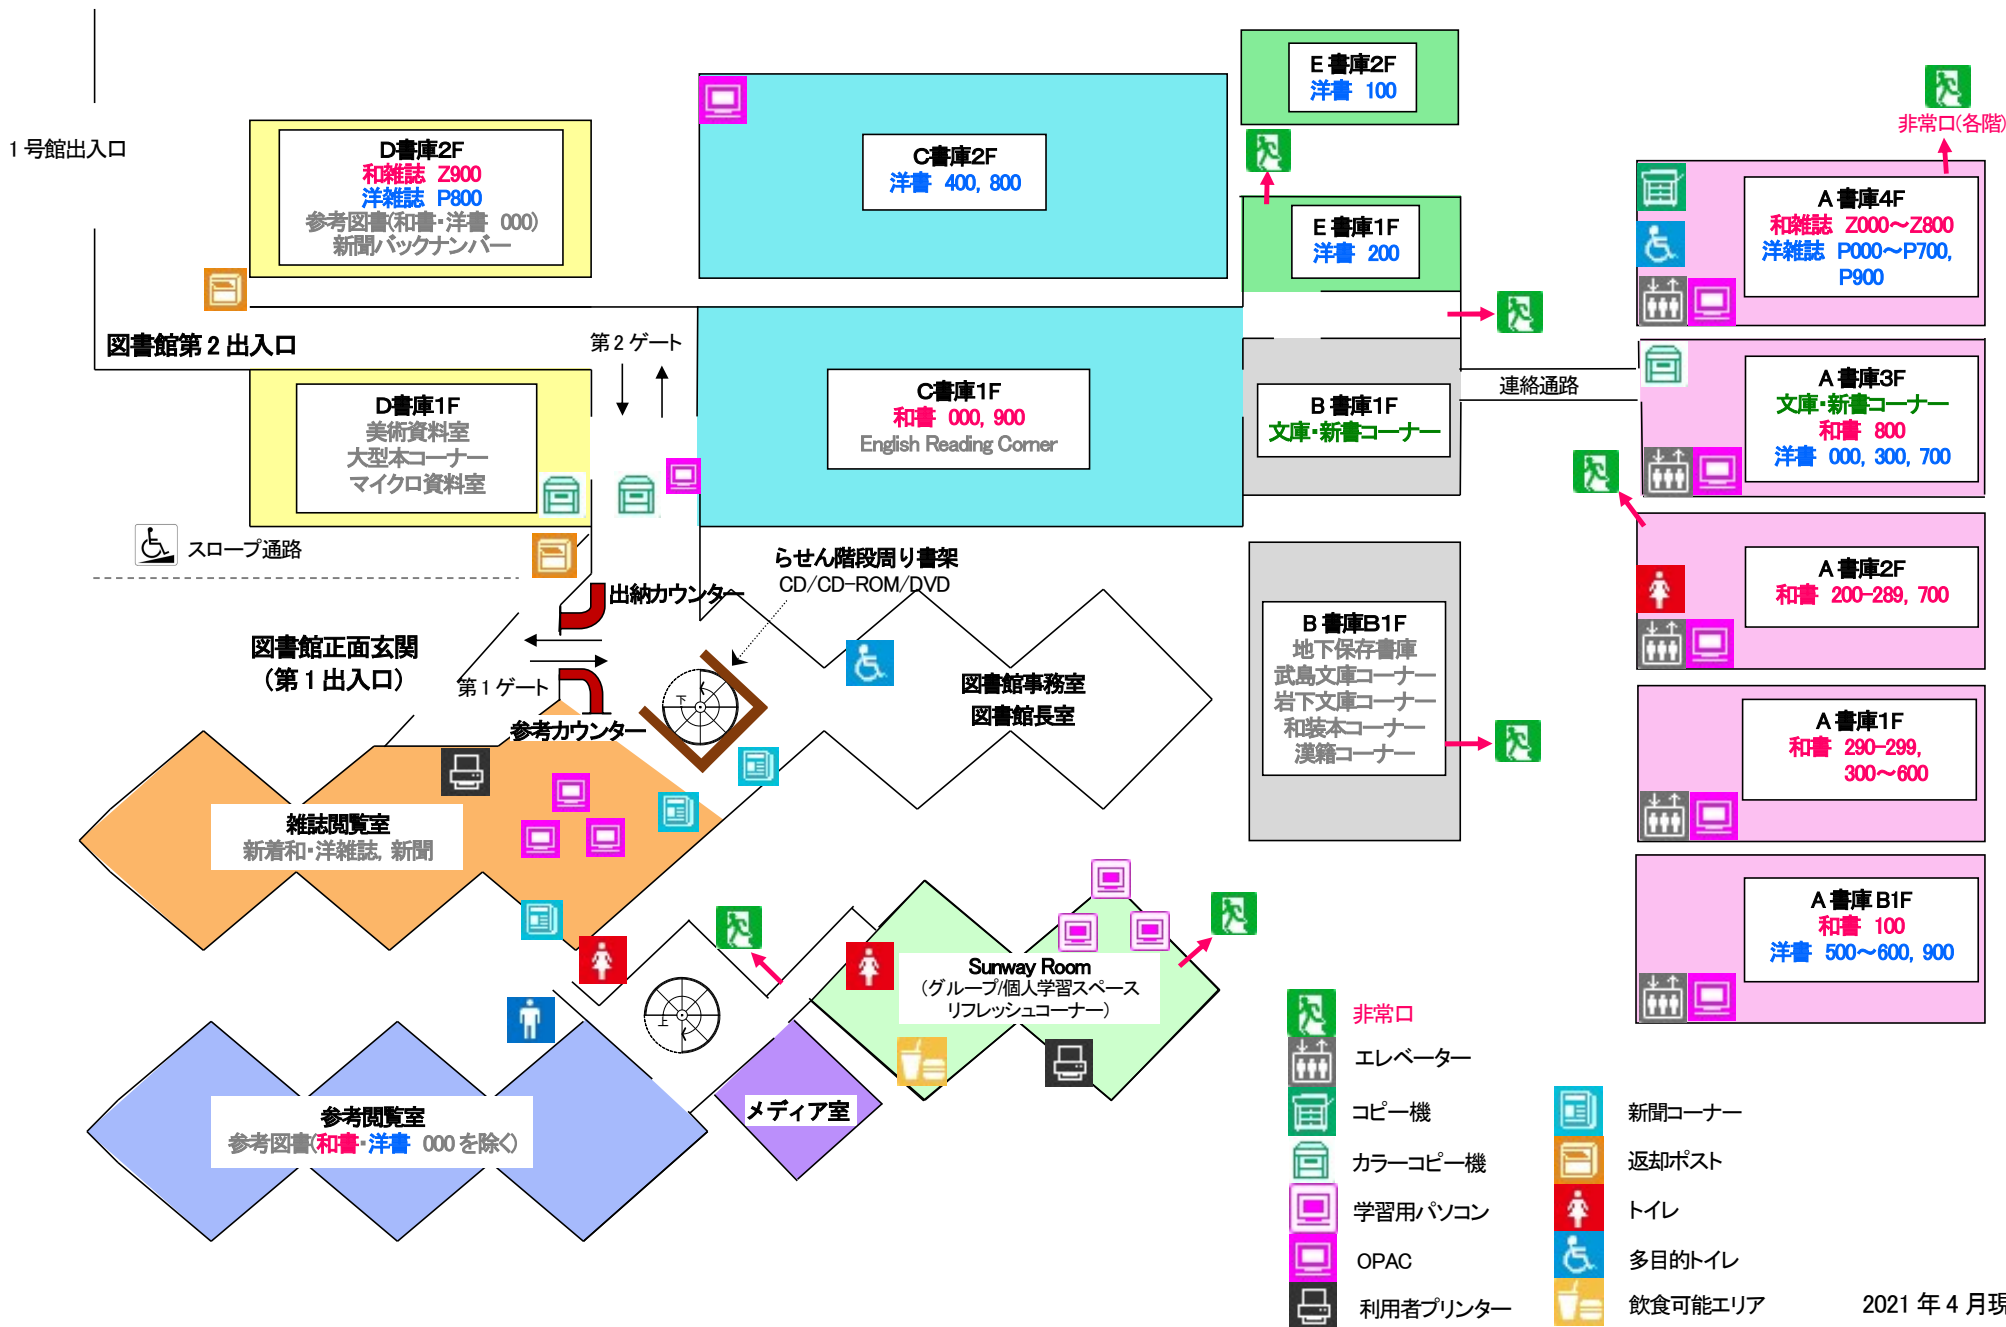 1号館出入口
D書庫2F
和雑誌 Z900
洋雑誌 P800
参考図書(和書・洋書 000)
新聞バックナンバー
C書庫2F
洋書 400, 800
E書庫2F
洋書 100
E書庫1F
洋書 200
非常口(各階)
A書庫4F
和雑誌 Z000～Z800
洋雑誌 P000～P700,
P900
図書館第2出入口
第2ゲート
D書庫1F
美術資料室
大型本コーナー
マイクロ資料室
C書庫1F
和書 000, 900
English Reading Corner
B書庫1F
文庫・新書コーナー
連絡通路
A書庫3F
文庫・新書コーナー
和書 800
洋書 000, 300, 700
スロープ通路
らせん階段周り書架
CD/CD-ROM/DVD
出納カウンター
図書館正面玄関
(第1出入口)
第1ゲート
参考カウンター
図書館事務室
図書館長室
B書庫B1F
地下保存書庫
武島文庫コーナー
岩下文庫コーナー
和装本コーナー
漢籍コーナー
A書庫2F
和書 200-289, 700
A書庫1F
和書 290-299,
300～600
雑誌閲覧室
新着和・洋雑誌, 新聞
A書庫B1F
和書 100
洋書 500～600, 900
Sunway Room
(グループ/個人学習スペース
リフレッシュコーナー)
下
上
メディア室
参考閲覧室
参考図書(和書・洋書 000を除く)
非常口
エレベーター
コピー機
カラーコピー機
学習用パソコン
OPAC
利用者プリンター
新聞コーナー
返却ポスト
トイレ
多目的トイレ
飲食可能エリア
2021年4月現